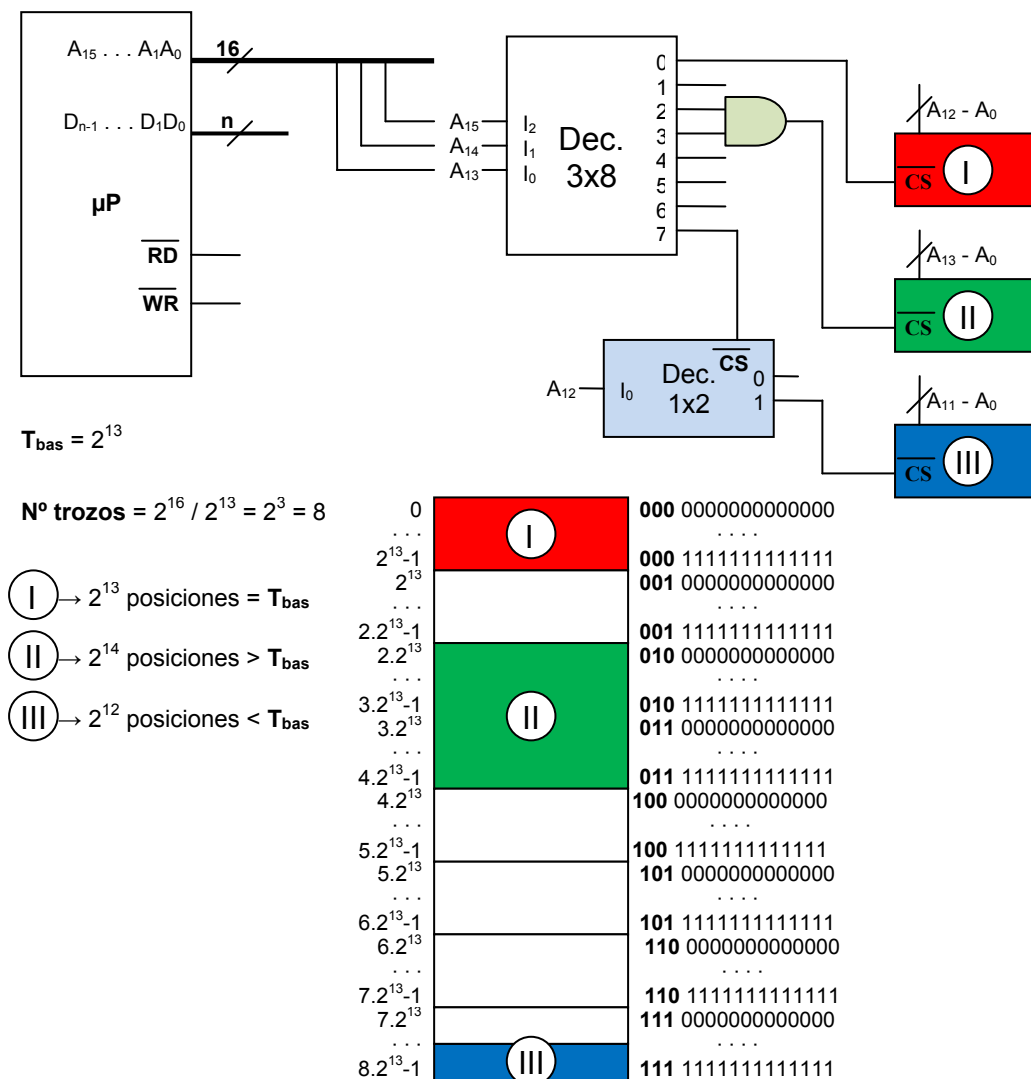 A15 . . . A1A0
16
Dn-1 . . . D1D0
n
µP
RD
WR
A15
A14
A13
I2
I1
I0
Dec.
3x8
0
1
2
3
4
5
6
7
A12 - A0
CS
I
A13 - A0
CS
II
A11 - A0
CS
III
A12
I0
Dec.
1x2
CS
0
1
Tbas = 2^13
Nº trozos = 2^16 / 2^13 = 2^3 = 8
I → 2^13 posiciones = Tbas
II → 2^14 posiciones > Tbas
III → 2^12 posiciones < Tbas
0 I 000 0000000000000
. . . . . . .
2^13-1 000 1111111111111
2^13 001 0000000000000
. . . . . . .
2.2^13-1 001 1111111111111
2.2^13 010 0000000000000
. . . . . . .
3.2^13-1 II 010 1111111111111
3.2^13 011 0000000000000
. . . . . . .
4.2^13-1 011 1111111111111
4.2^13 100 0000000000000
. . . . . . .
5.2^13-1 100 1111111111111
5.2^13 101 0000000000000
. . . . . . .
6.2^13-1 101 1111111111111
6.2^13 110 0000000000000
. . . . . . .
7.2^13-1 110 1111111111111
7.2^13 111 0000000000000
. . . . . . .
8.2^13-1 III 111 1111111111111